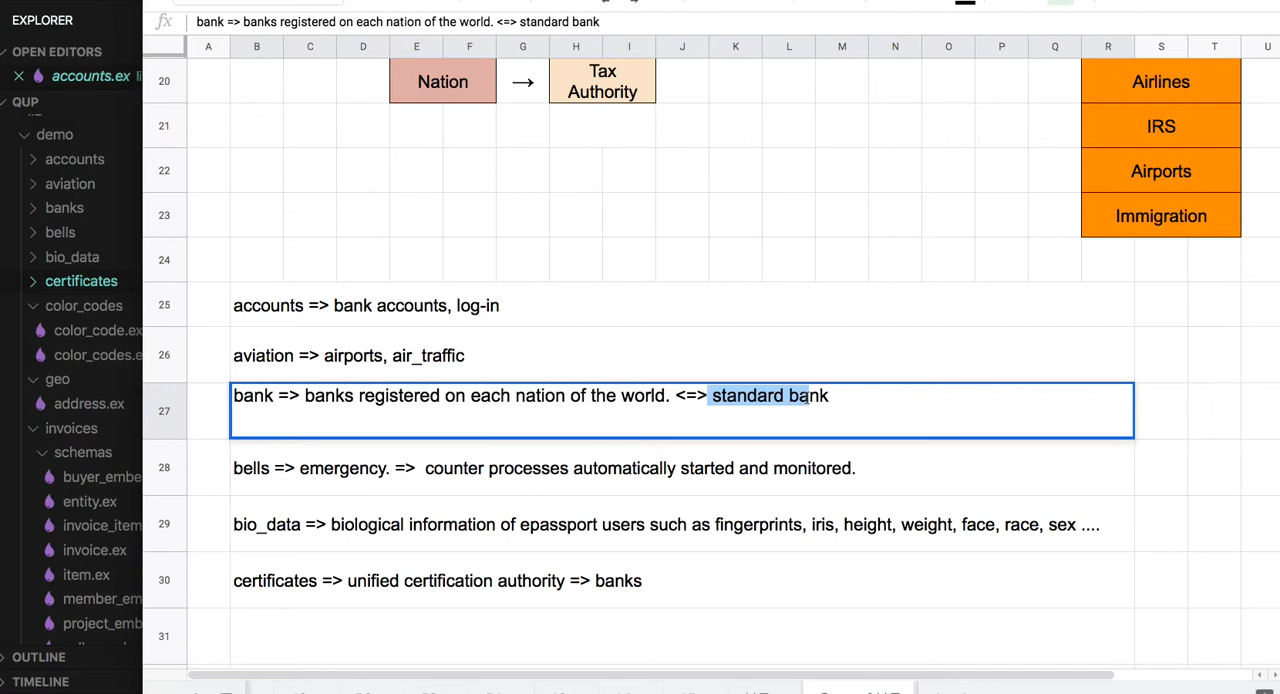 EXPLORER
OPEN EDITORS
accounts.ex
QUP
demo
accounts
aviation
banks
bells
bio_data
certificates
color_codes
color_code.ex
color_codes.e
geo
address.ex
invoices
schemas
buyer_embe
entity.ex
invoice_item
invoice.ex
item.ex
member_em
project_emb
OUTLINE
TIMELINE
fx bank => banks registered on each nation of the world. <=> standard bank
A B C D E F G H I J K L M N O P Q R S T U
20 Nation → Tax Authority Airlines
21 IRS
22 Airports
23 Immigration
24
25 accounts => bank accounts, log-in
26 aviation => airports, air_traffic
27 bank => banks registered on each nation of the world. <=> standard bank
28 bells => emergency. => counter processes automatically started and monitored.
29 bio_data => biological information of epassport users such as fingerprints, iris, height, weight, face, race, sex ....
30 certificates => unified certification authority => banks
31